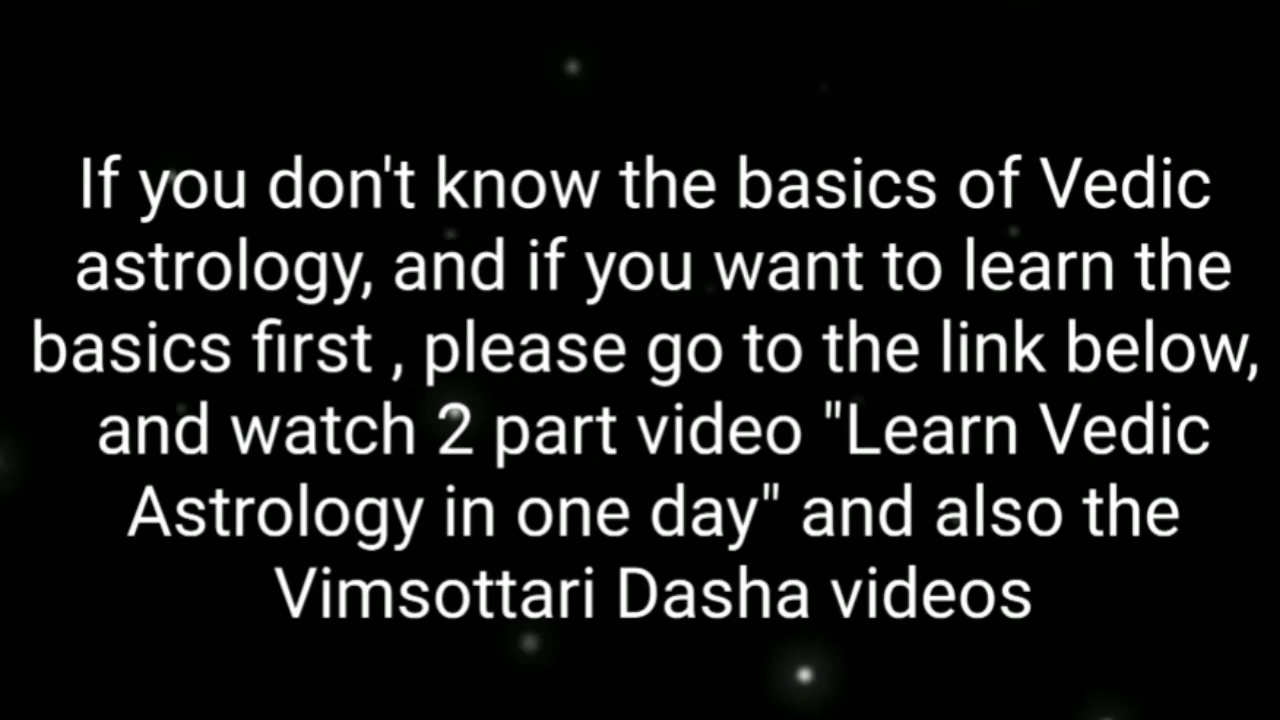 If you don't know the basics of Vedic
astrology, and if you want to learn the
basics first , please go to the link below,
and watch 2 part video "Learn Vedic
Astrology in one day" and also the
Vimsottari Dasha videos